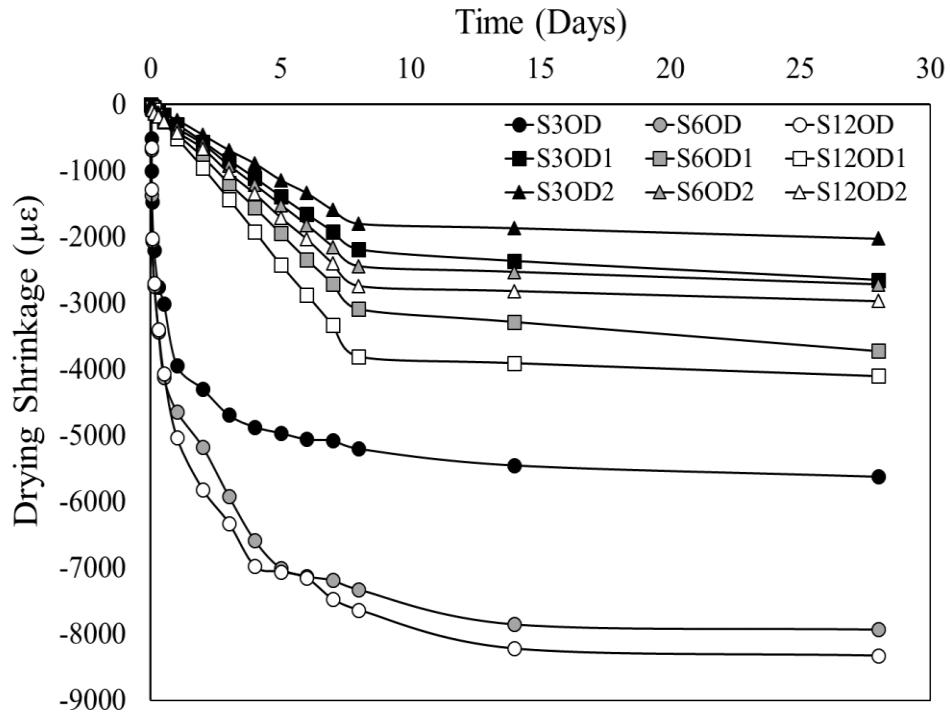 Time (Days)
0 5 10 15 20 25 30
0
-1000
-2000
-3000
-4000
-5000
-6000
-7000
-8000
-9000
Drying Shrinkage (με)
S3OD S6OD S12OD
S3OD1 S6OD1 S12OD1
S3OD2 S6OD2 S12OD2